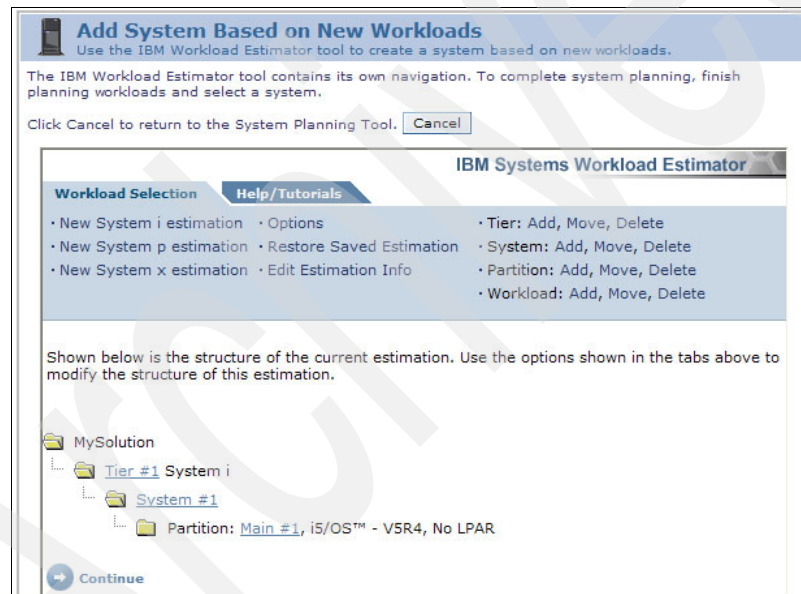 Add System Based on New Workloads
Use the IBM Workload Estimator tool to create a system based on new workloads.
The IBM Workload Estimator tool contains its own navigation. To complete system planning, finish
planning workloads and select a system.
Click Cancel to return to the System Planning Tool. Cancel
IBM Systems Workload Estimator
Workload Selection Help/Tutorials
· New System i estimation · Options · Tier: Add, Move, Delete
· New System p estimation · Restore Saved Estimation · System: Add, Move, Delete
· New System x estimation · Edit Estimation Info · Partition: Add, Move, Delete
· Workload: Add, Move, Delete
Shown below is the structure of the current estimation. Use the options shown in the tabs above to
modify the structure of this estimation.
MySolution
Tier #1 System i
System #1
Partition: Main #1, i5/OS™ - V5R4, No LPAR
Continue